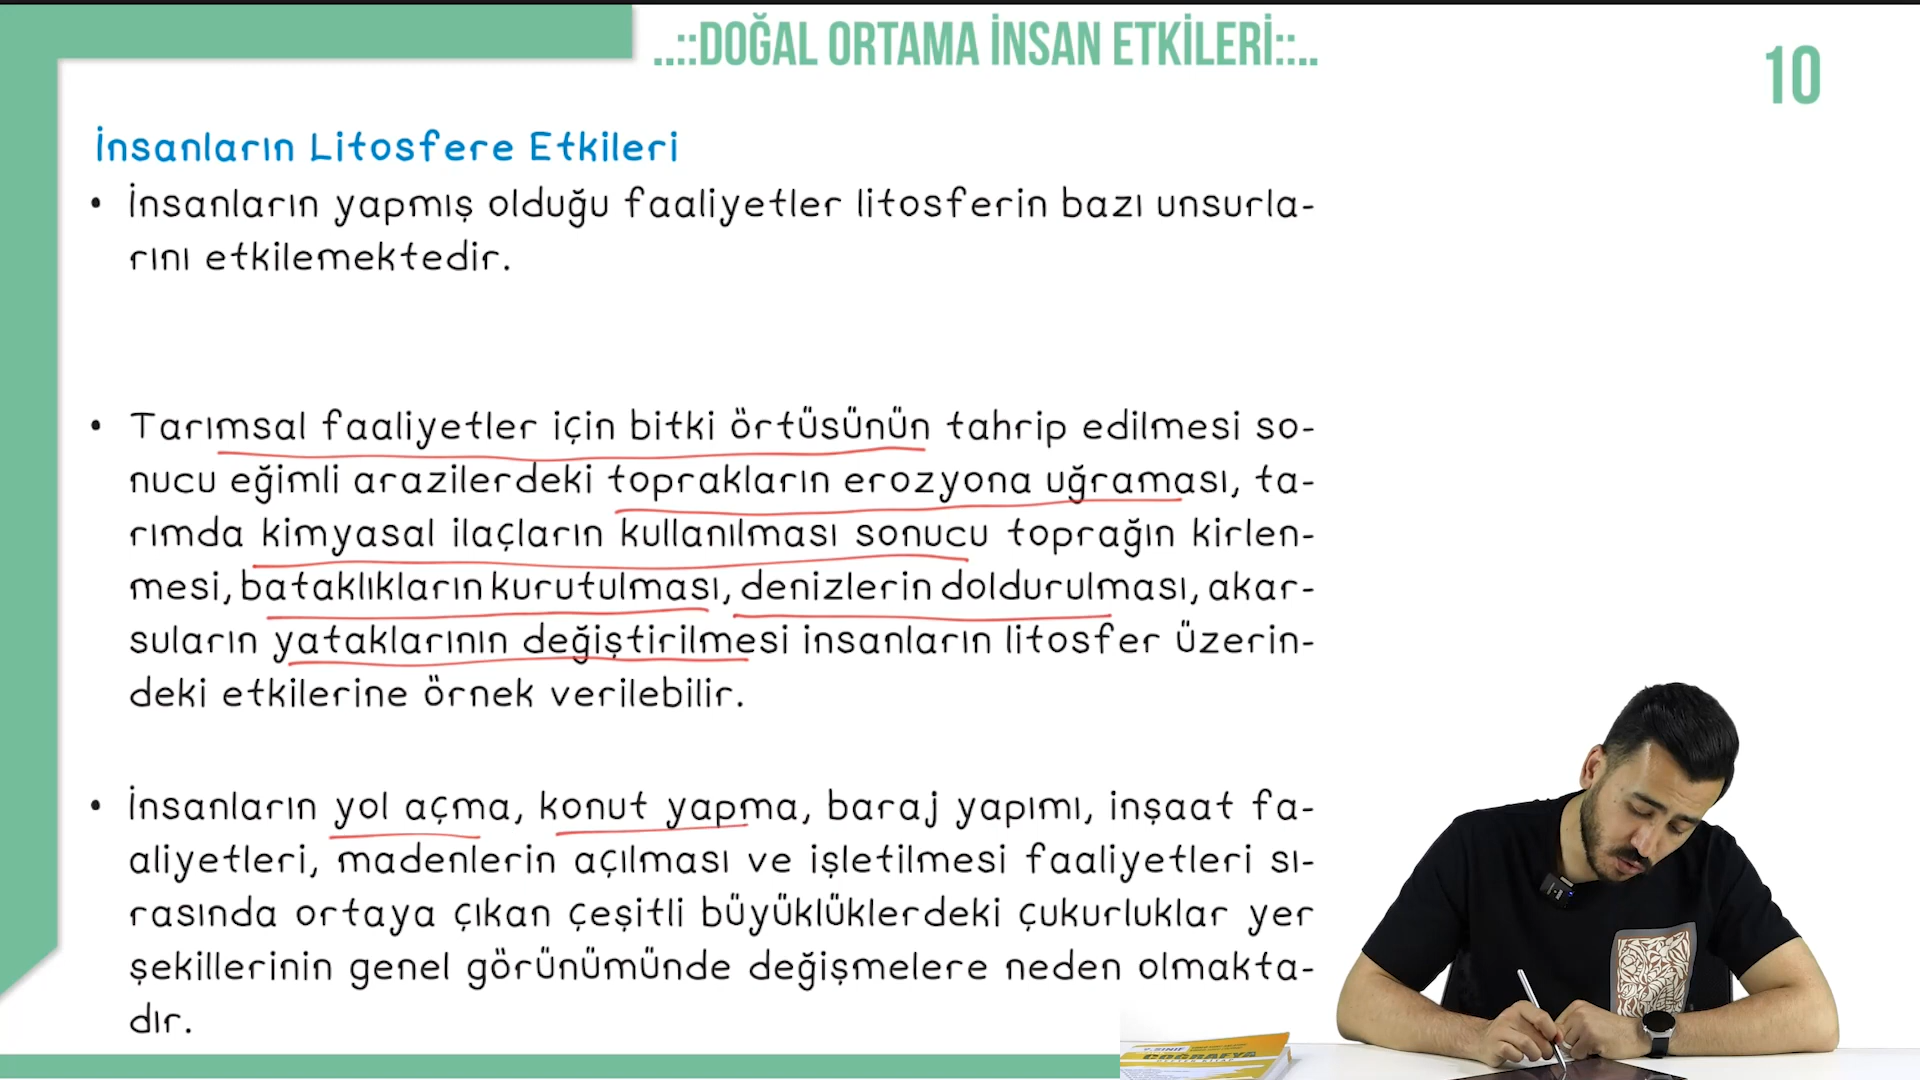 ..::DOĞAL ORTAMA İNSAN ETKİLERİ::..
10
İnsanların Litosfere Etkileri
• İnsanların yapmış olduğu faaliyetler litosferin bazı unsurla-
rını etkilemektedir.
• Tarımsal faaliyetler için bitki örtüsünün tahrip edilmesi so-
nucu eğimli arazilerdeki toprakların erozyona uğraması, ta-
rımda kimyasal ilaçların kullanılması sonucu toprağın kirlen-
mesi, bataklıkların kurutulması, denizlerin doldurulması, akar-
suların yataklarının değiştirilmesi insanların litosfer üzerin-
deki etkilerine örnek verilebilir.
• İnsanların yol açma, konut yapma, baraj yapımı, inşaat fa-
aliyetleri, madenlerin açılması ve işletilmesi faaliyetleri sı-
rasında ortaya çıkan çeşitli büyüklüklerdeki çukurluklar yer
şekillerinin genel görünümünde değişmelere neden olmakta-
dır.
COĞRAFYA